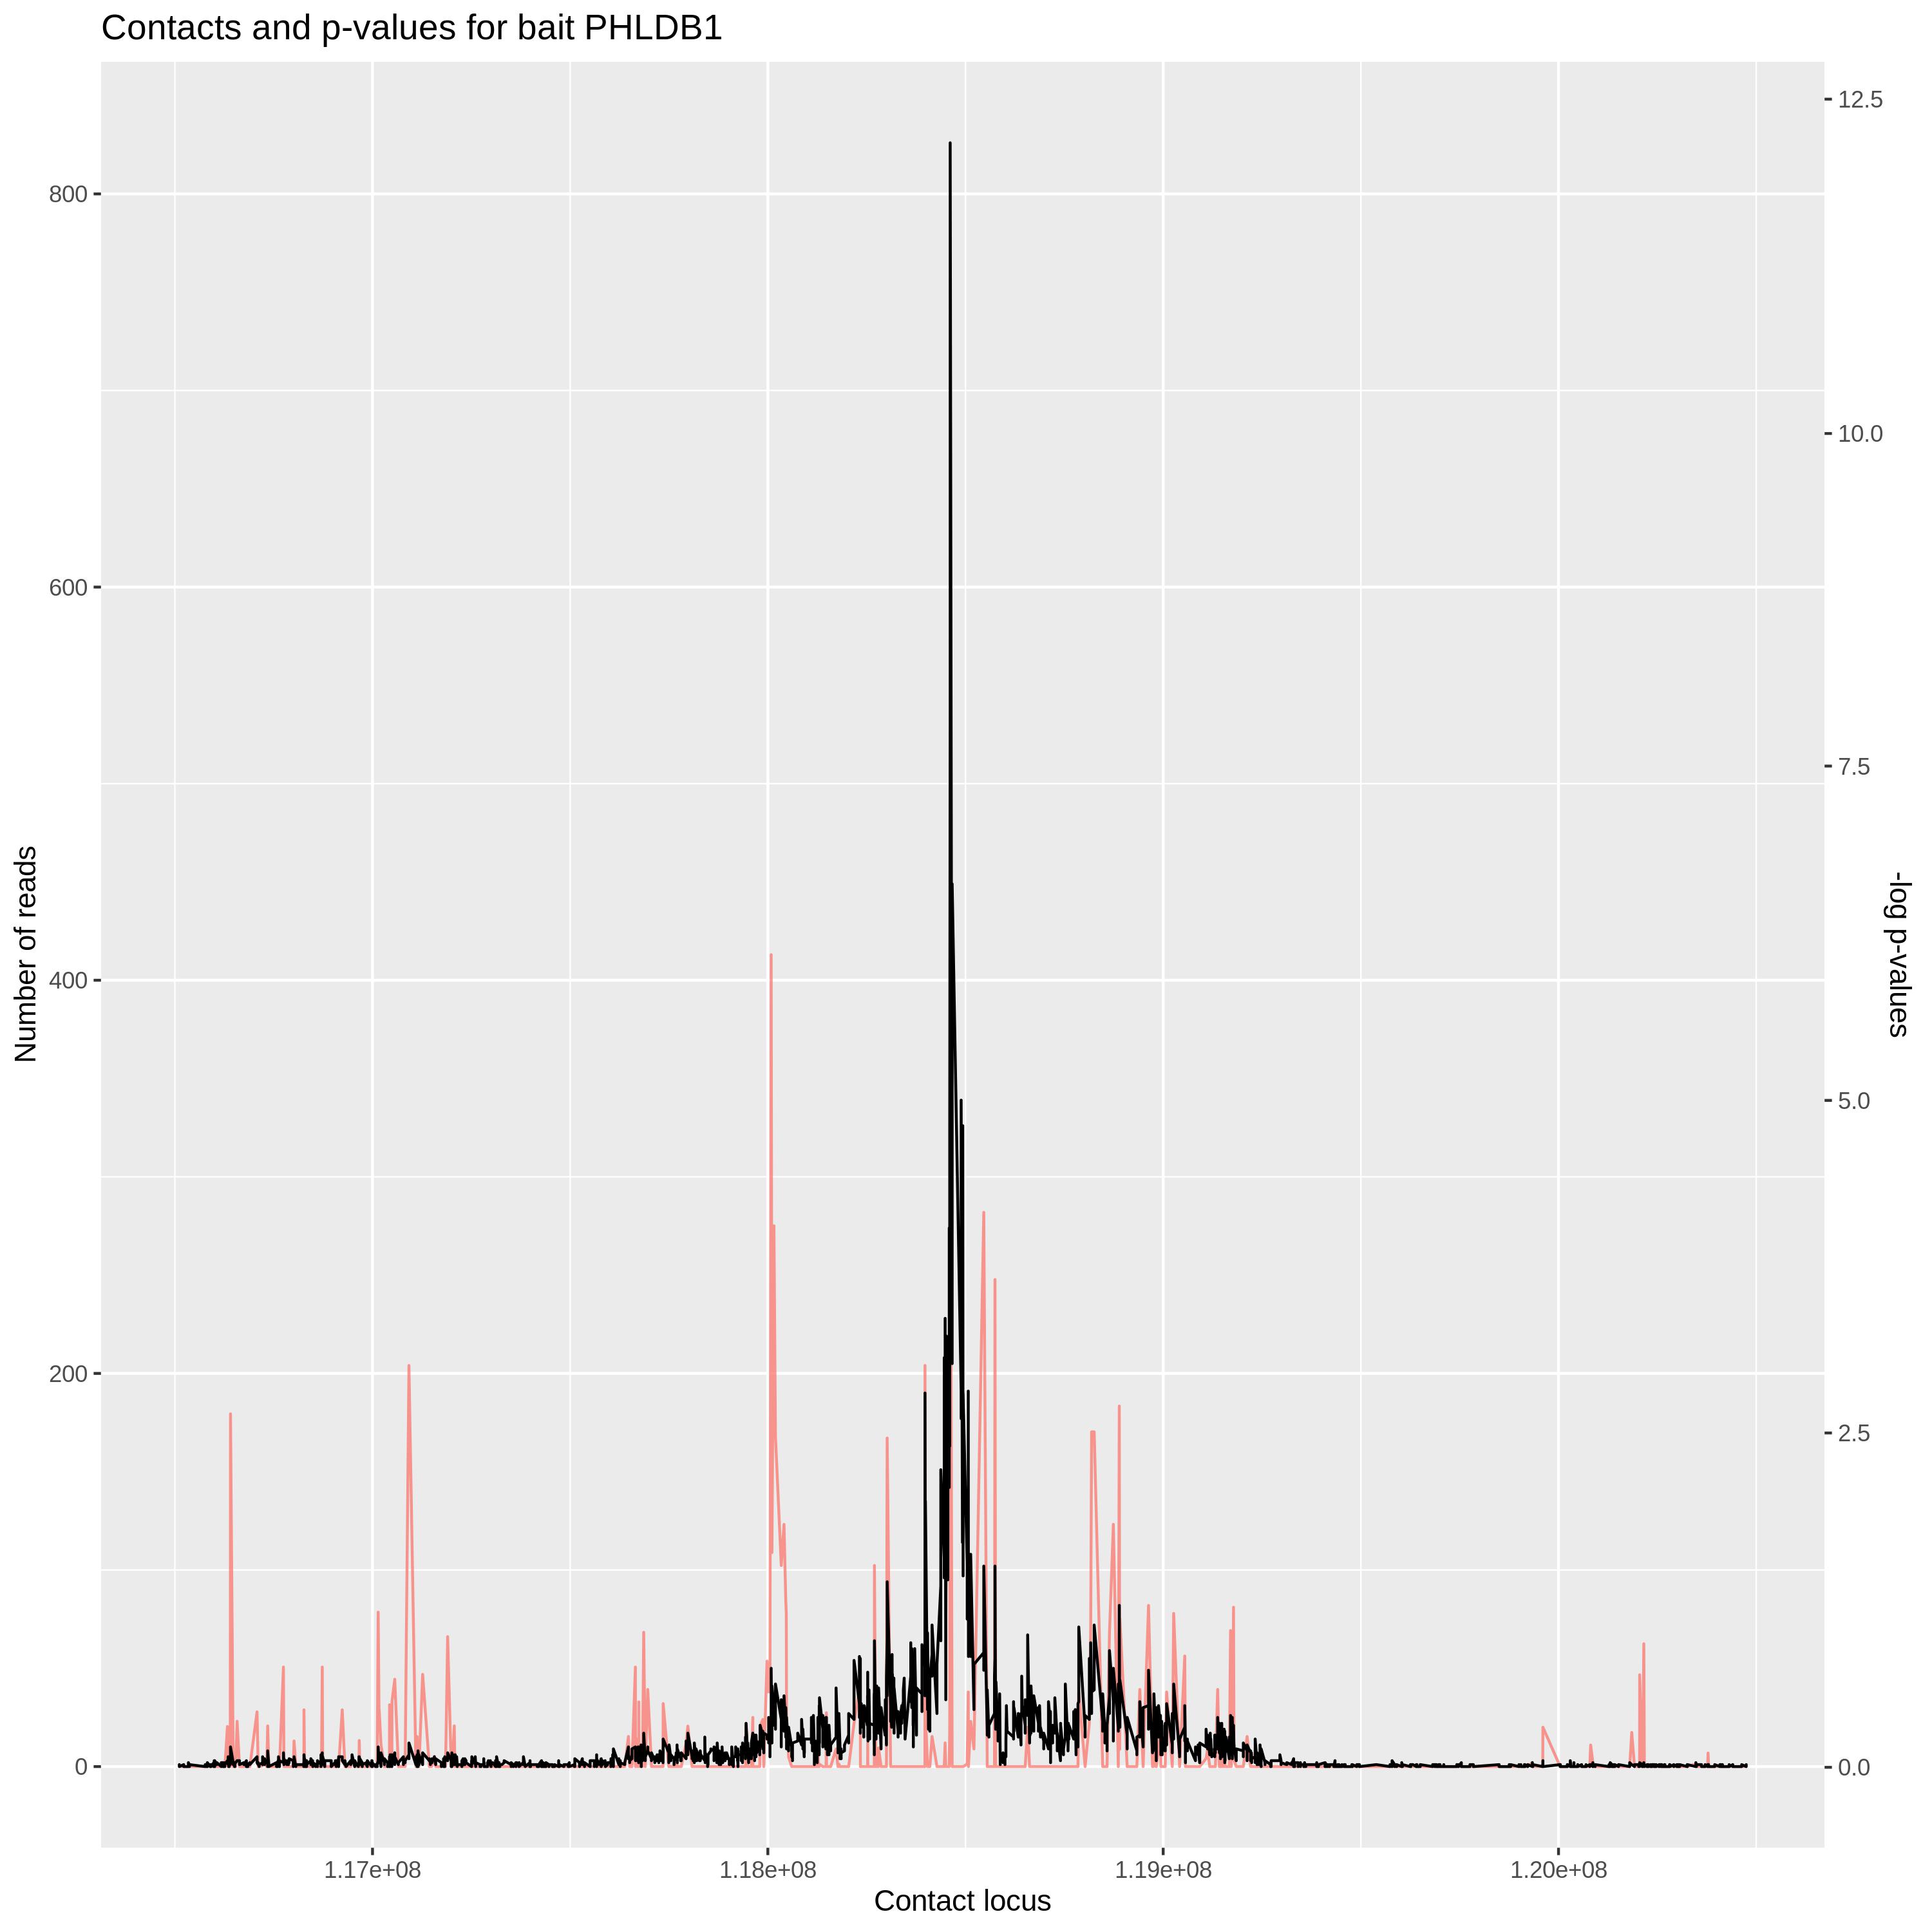 Contacts and p-values for bait PHLDB1
Number of reads
800
600
400
200
0
12.5
10.0
7.5
5.0
2.5
0.0
-log p-values
1.17e+08 1.18e+08 1.19e+08 1.20e+08
Contact locus